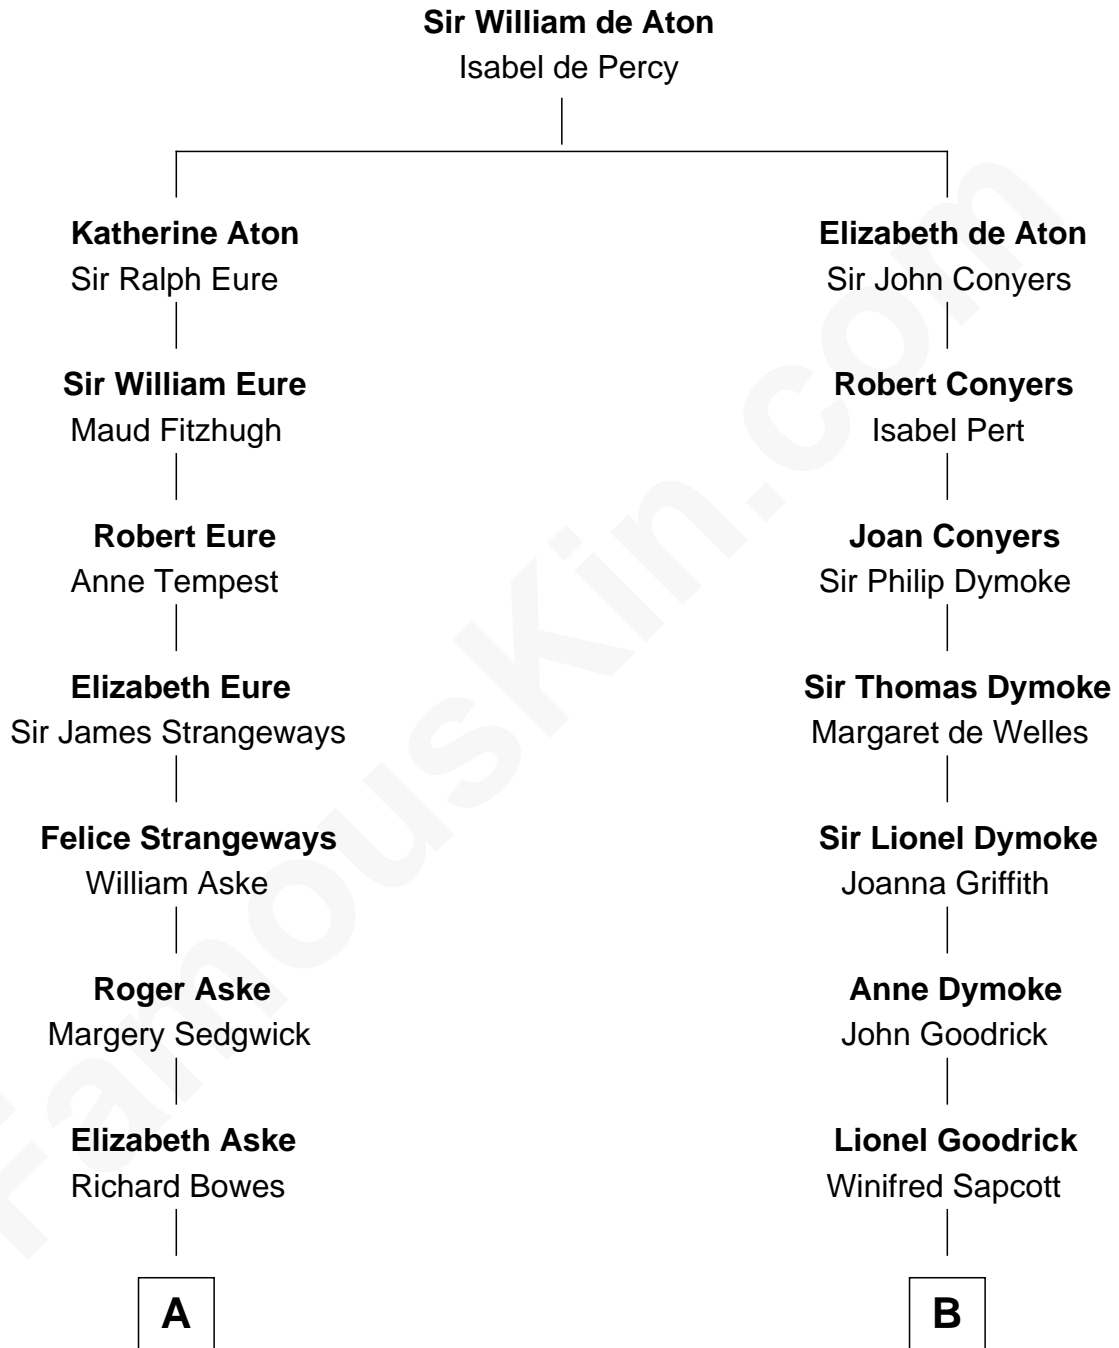 Sir William de Aton
Isabel de Percy
Katherine Aton
Sir Ralph Eure
Elizabeth de Aton
Sir John Conyers
Sir William Eure
Maud Fitzhugh
Robert Conyers
Isabel Pert
Robert Eure
Anne Tempest
Joan Conyers
Sir Philip Dymoke
Elizabeth Eure
Sir James Strangeways
Sir Thomas Dymoke
Margaret de Welles
Felice Strangeways
William Aske
Sir Lionel Dymoke
Joanna Griffith
Roger Aske
Margery Sedgwick
Anne Dymoke
John Goodrick
Elizabeth Aske
Richard Bowes
Lionel Goodrick
Winifred Sapcott
A
B
FamousKin.com